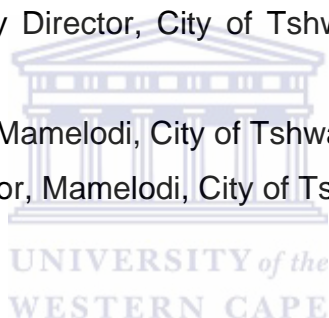 y Director, City of Tshw
Mamelodi, City of Tshwa
or, Mamelodi, City of Ts
UNIVERSITY of the
WESTERN CAPE